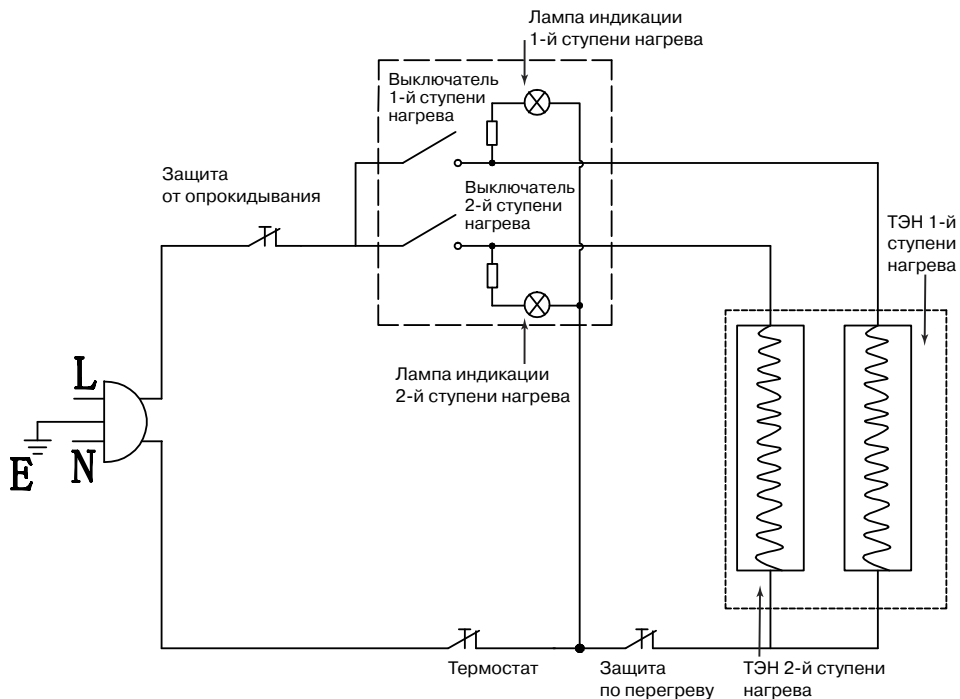 Лампа индикации
1-й ступени нагрева
Выключатель
1-й ступени
нагрева
Защита
от опрокидывания
Выключатель
2-й ступени
нагрева
ТЭН 1-й
ступени
нагрева
Лампа индикации
2-й ступени нагрева
L
E
N
Термостат
Защита
по перегреву
ТЭН 2-й ступени
нагрева